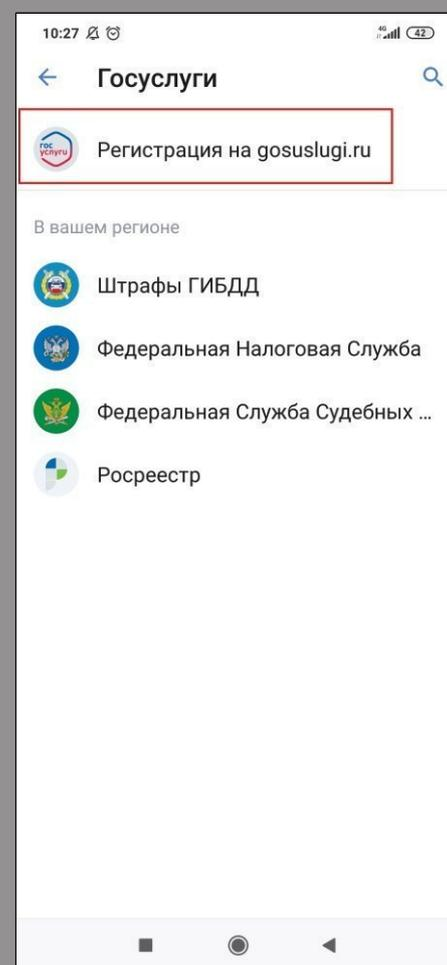 10:27
4G
42
Госуслуги
гос
услуги
Регистрация на gosuslugi.ru
В вашем регионе
Штрафы ГИБДД
Федеральная Налоговая Служба
Федеральная Служба Судебных ...
Росреестр